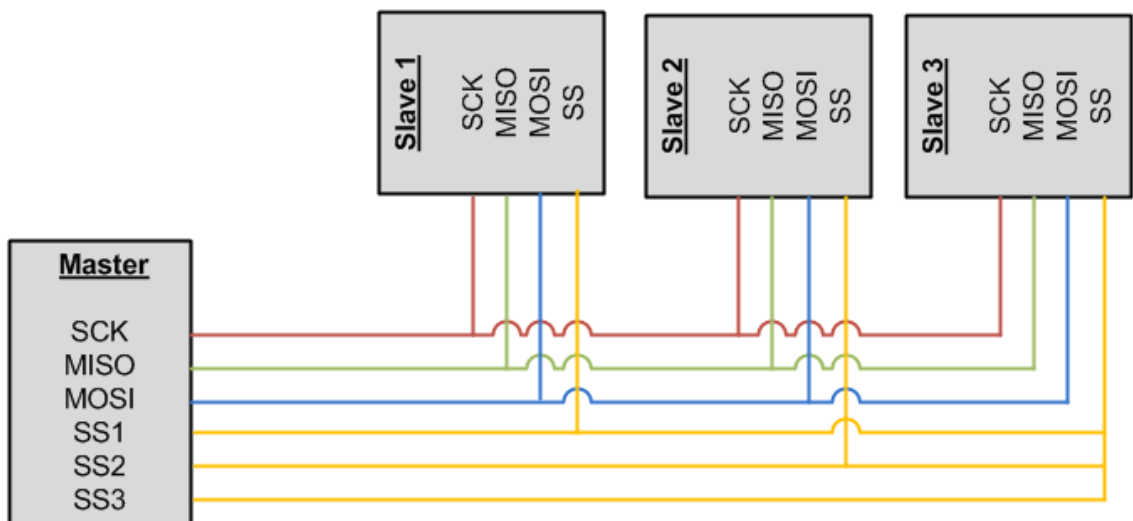 Slave 1
SCK
MISO
MOSI
SS
Slave 2
SCK
MISO
MOSI
SS
Slave 3
SCK
MISO
MOSI
SS
Master
SCK
MISO
MOSI
SS1
SS2
SS3